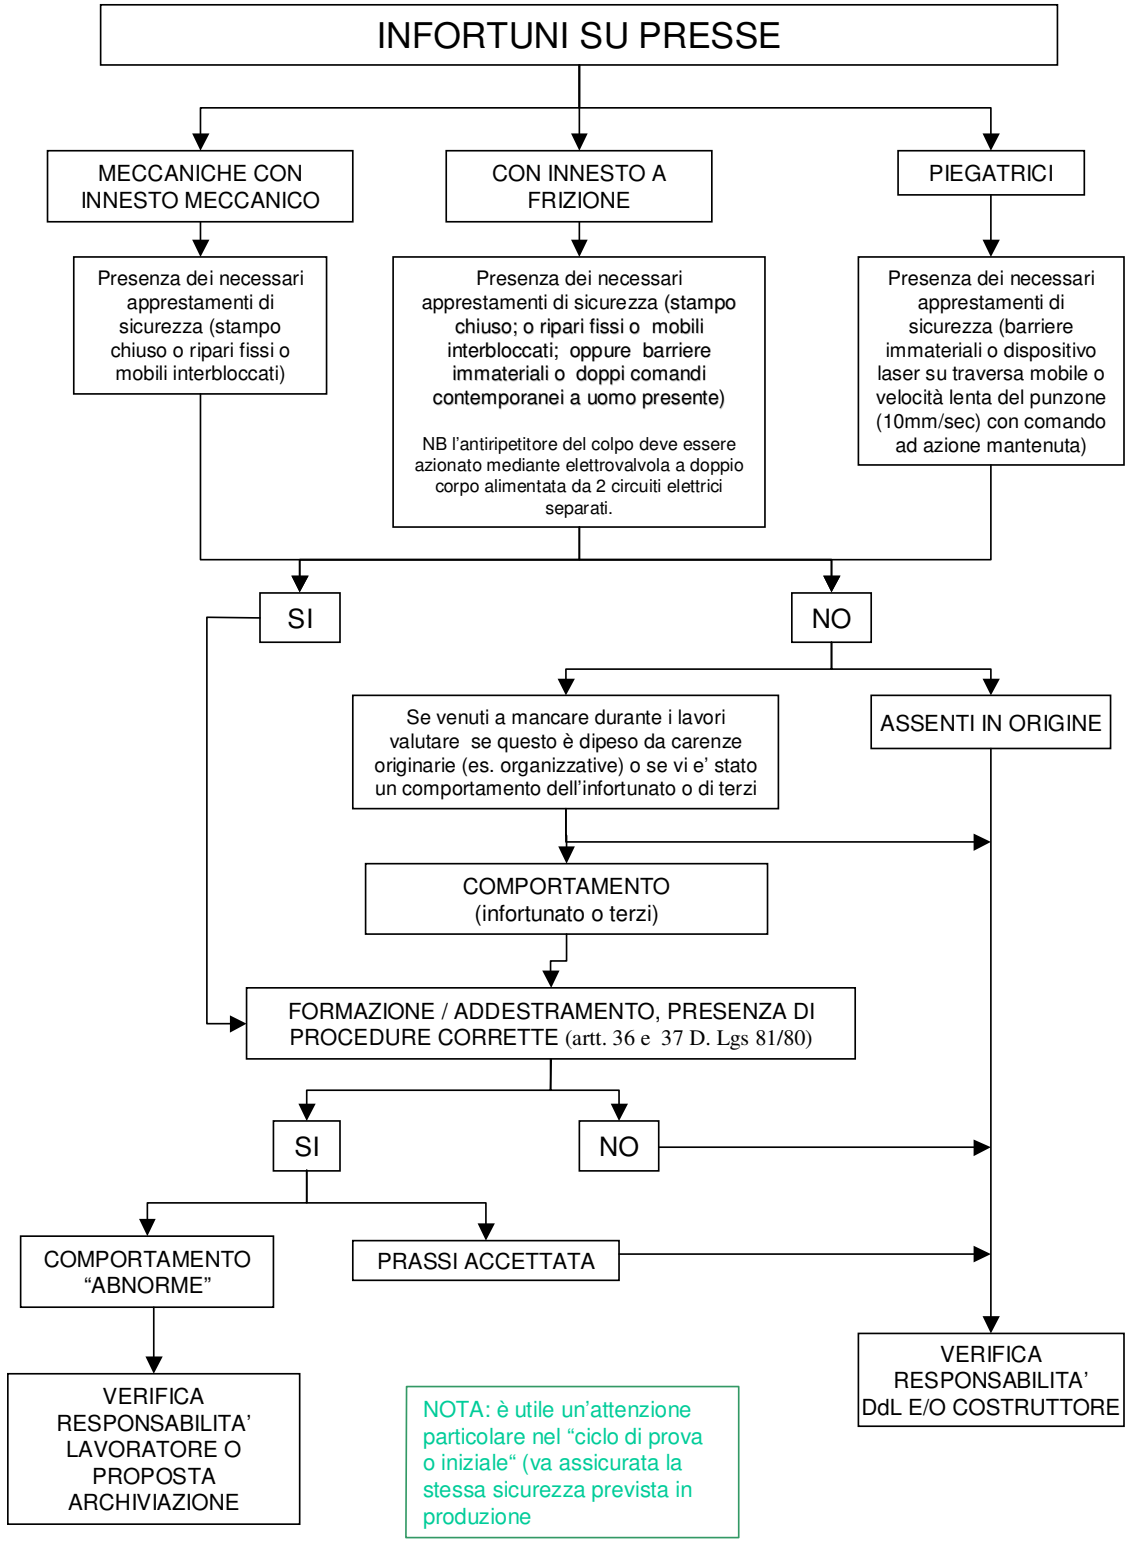 INFORTUNI SU PRESSE
MECCANICHE CON
INNESTO MECCANICO
CON INNESTO A
FRIZIONE
PIEGATRICI
Presenza dei necessari
apprestamenti di
sicurezza (stampo
chiuso o ripari fissi o
mobili interbloccati)
Presenza dei necessari
apprestamenti di sicurezza (stampo
chiuso; o ripari fissi o  mobili
interbloccati;  oppure  barriere
immateriali o  doppi comandi
contemporanei a uomo presente)
NB l'antiripetitore del colpo deve essere
azionato mediante elettrovalvola a doppio
corpo alimentata da 2 circuiti elettrici
separati.
Presenza dei necessari
apprestamenti di
sicurezza (barriere
immateriali o dispositivo
laser su traversa mobile o
velocità lenta del punzone
(10mm/sec) con comando
ad azione mantenuta)
SI
NO
Se venuti a mancare durante i lavori
valutare  se questo è dipeso da carenze
originarie (es. organizzative) o se vi e' stato
un comportamento dell'infortunato o di terzi
ASSENTI IN ORIGINE
COMPORTAMENTO
(infortunato o terzi)
FORMAZIONE / ADDESTRAMENTO, PRESENZA DI
PROCEDURE CORRETTE (artt. 36 e  37 D. Lgs 81/80)
SI
NO
COMPORTAMENTO
“ABNORME”
PRASSI ACCETTATA
VERIFICA
RESPONSABILITA'
LAVORATORE O
PROPOSTA
ARCHIVIAZIONE
VERIFICA
RESPONSABILITA'
DdL E/O COSTRUTTORE
NOTA: è utile un'attenzione
particolare nel “ciclo di prova
o iniziale“ (va assicurata la
stessa sicurezza prevista in
produzione